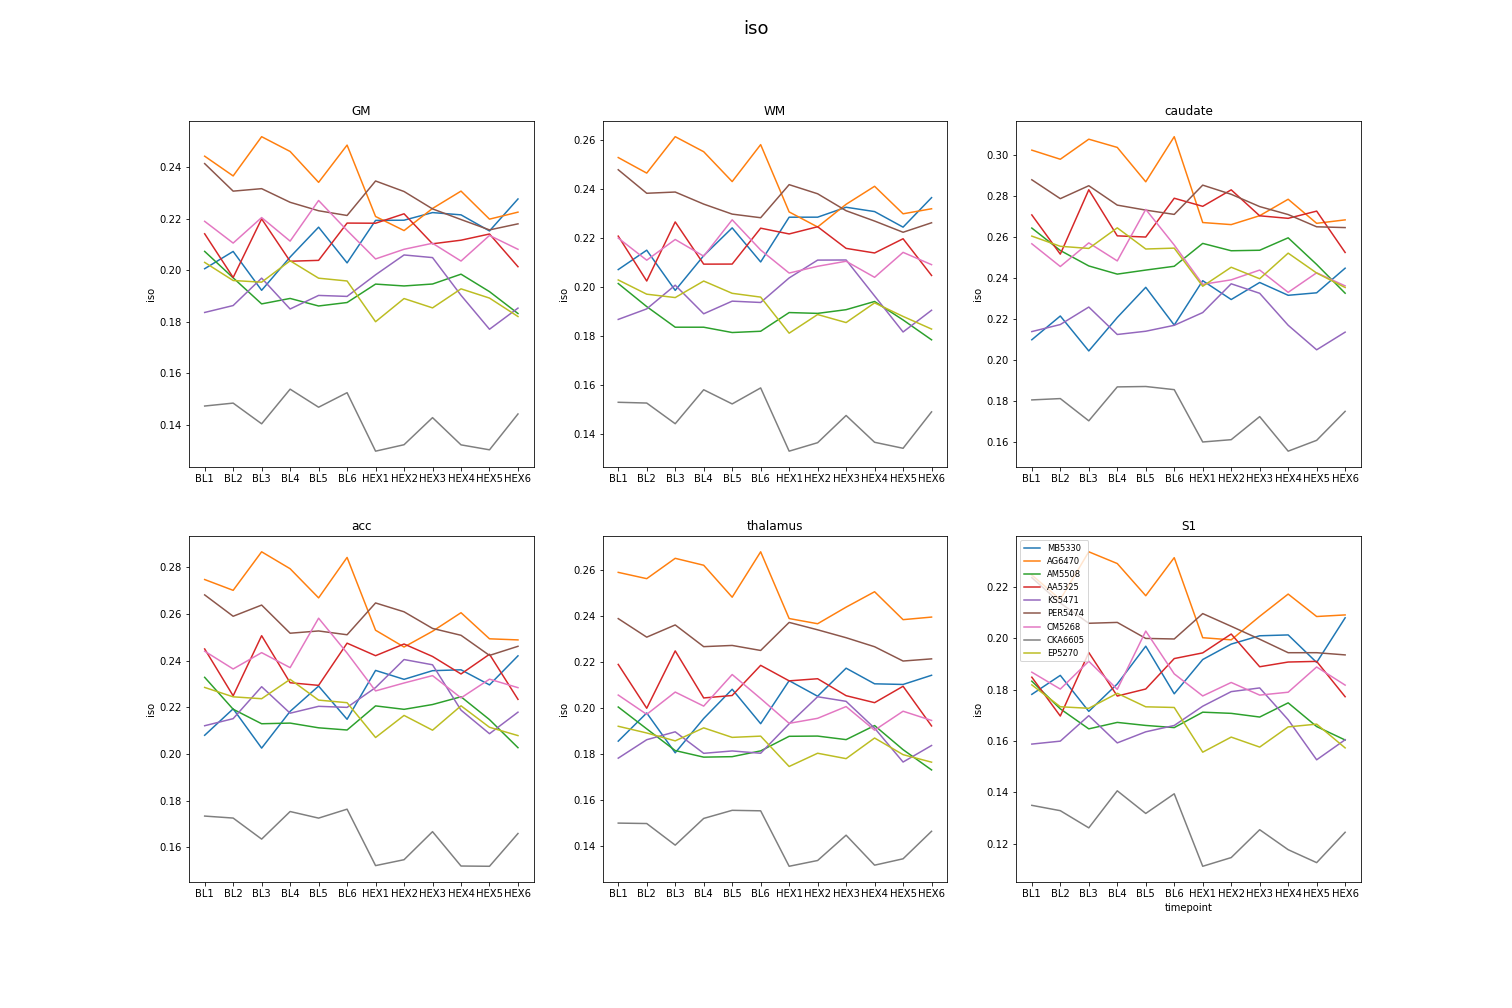 iso
GM
WM
caudate
0.24
0.22
0.20
0.18
0.16
0.14
iso
BL1 BL2 BL3 BL4 BL5 BL6 HEX1 HEX2 HEX3 HEX4 HEX5 HEX6
0.26
0.24
0.22
0.20
0.18
0.16
0.14
iso
BL1 BL2 BL3 BL4 BL5 BL6 HEX1 HEX2 HEX3 HEX4 HEX5 HEX6
0.30
0.28
0.26
0.24
0.22
0.20
0.18
0.16
iso
BL1 BL2 BL3 BL4 BL5 BL6 HEX1 HEX2 HEX3 HEX4 HEX5 HEX6
acc
thalamus
S1
0.28
0.26
0.24
0.22
0.20
0.18
0.16
iso
BL1 BL2 BL3 BL4 BL5 BL6 HEX1 HEX2 HEX3 HEX4 HEX5 HEX6
0.26
0.24
0.22
0.20
0.18
0.16
0.14
iso
BL1 BL2 BL3 BL4 BL5 BL6 HEX1 HEX2 HEX3 HEX4 HEX5 HEX6
0.22
0.20
0.18
0.16
0.14
0.12
iso
MB5330
AG6470
AM5508
AA5325
KS5471
PER5474
CM5268
CKA6605
EP5270
BL1 BL2 BL3 BL4 BL5 BL6 HEX1 HEX2 HEX3 HEX4 HEX5 HEX6
timepoint